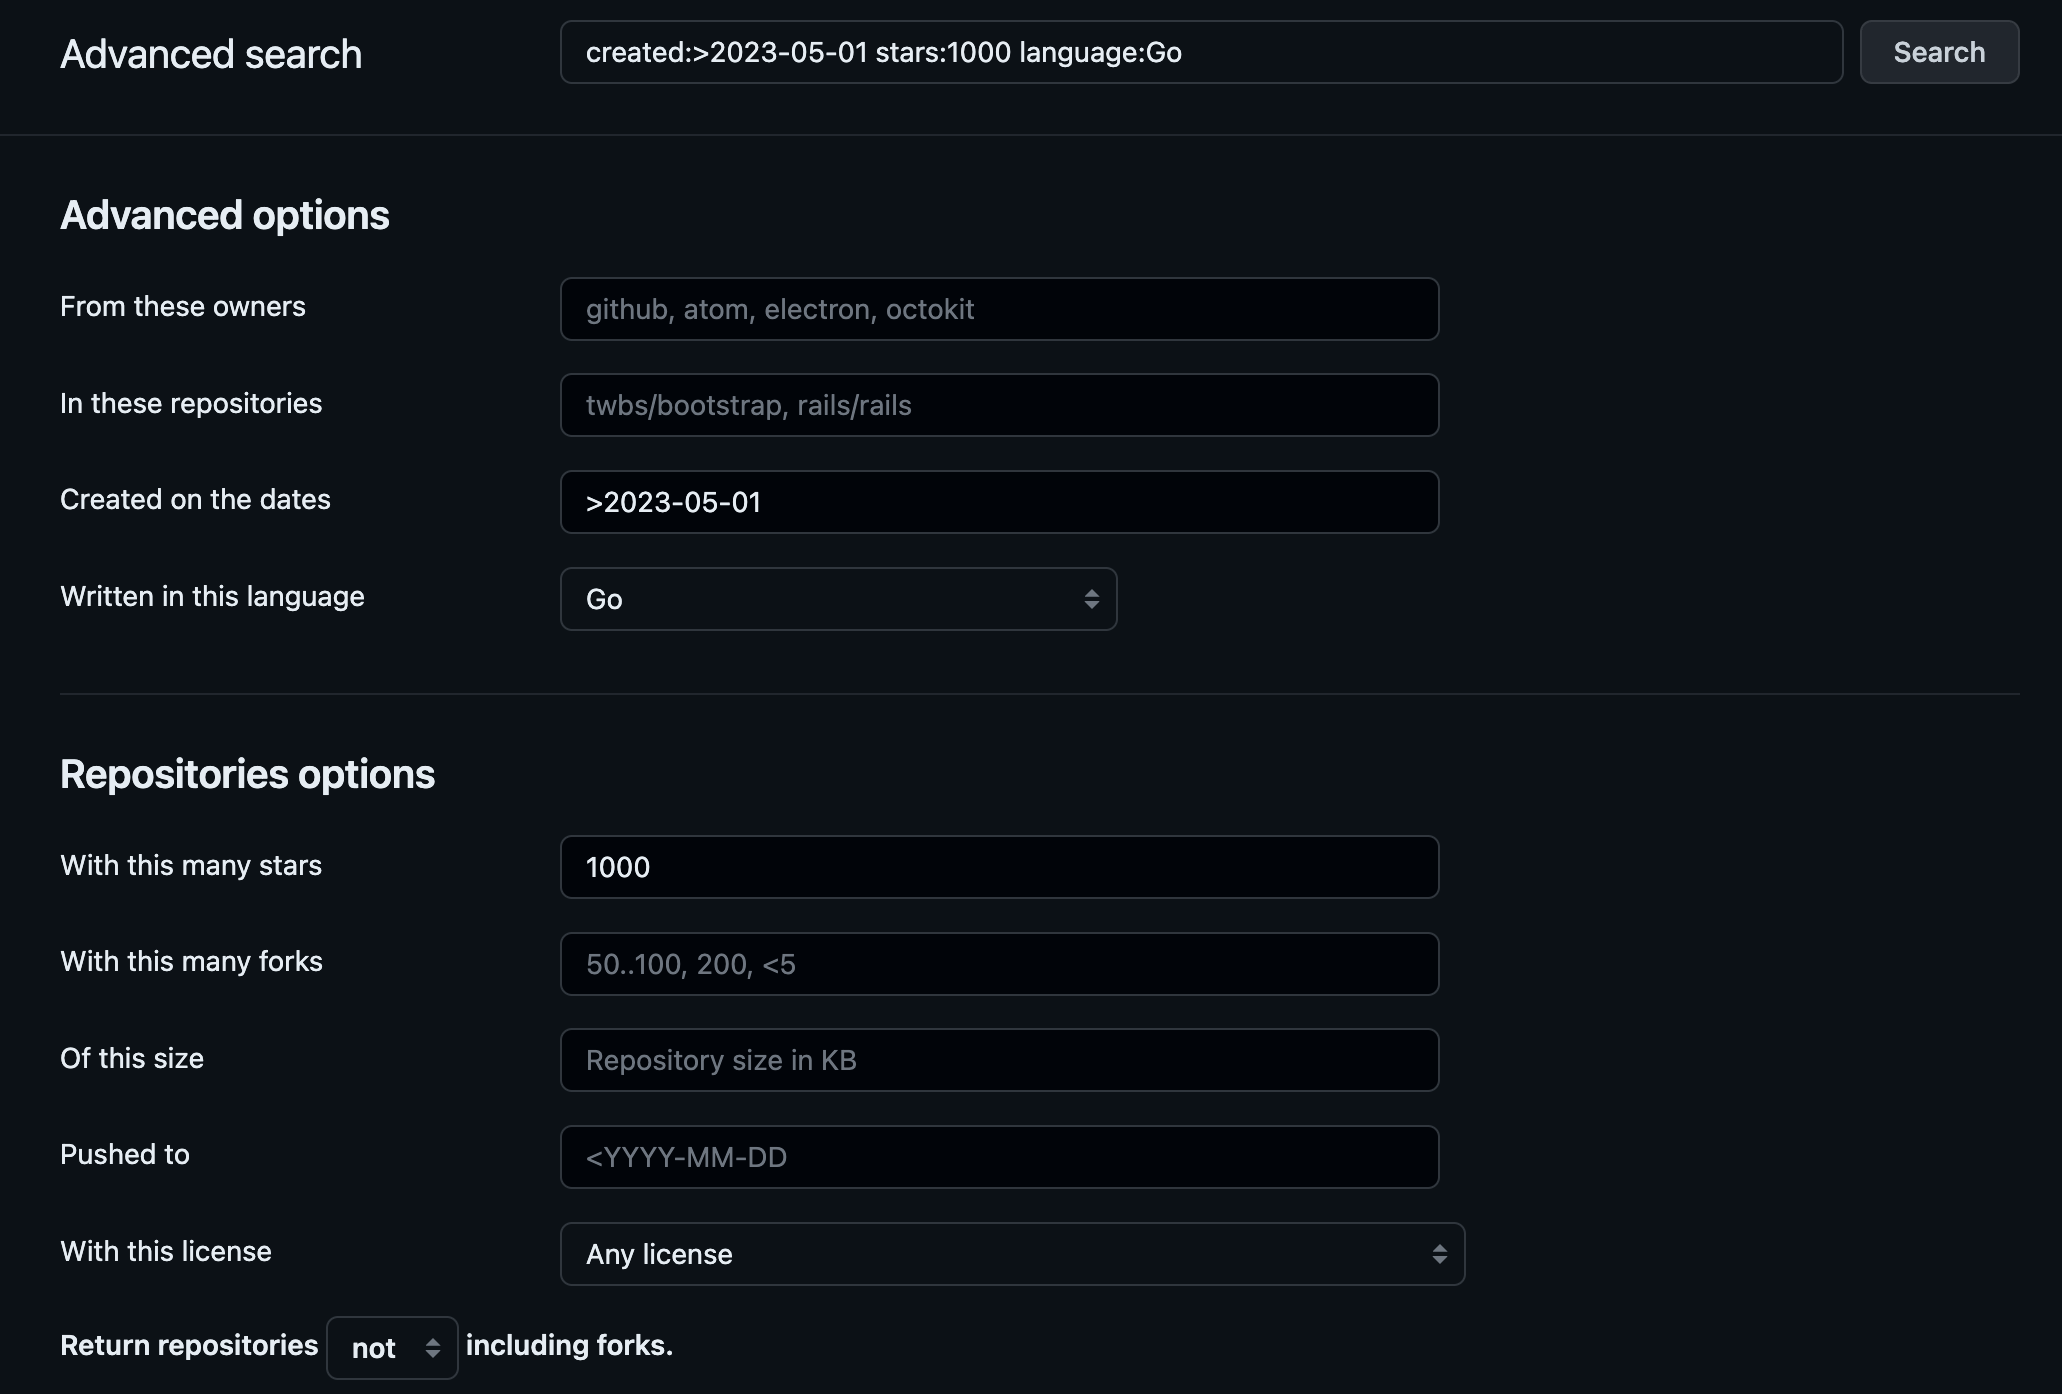 Advanced search
created:>2023-05-01 stars:1000 language:Go
Search
Advanced options
From these owners
github, atom, electron, octokit
In these repositories
twbs/bootstrap, rails/rails
Created on the dates
>2023-05-01
Written in this language
Go
Repositories options
With this many stars
1000
With this many forks
50..100, 200, <5
Of this size
Repository size in KB
Pushed to
<YYYY-MM-DD
With this license
Any license
Return repositories not including forks.